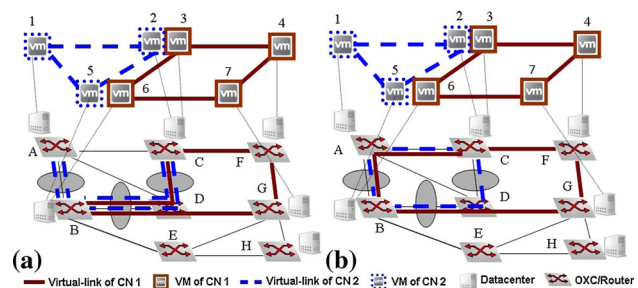 1 2 3 4
vm vm vm vm
5 6 7
vm vm vm
A C F
D G
B E H
(a)
1 2 3 4
vm vm vm vm
5 6 7
vm vm vm
A C F
D G
B E H
(b)
Virtual-link of CN 1 vm VM of CN 1 Virtual-link of CN 2 vm VM of CN 2 Datacenter OXC/Router